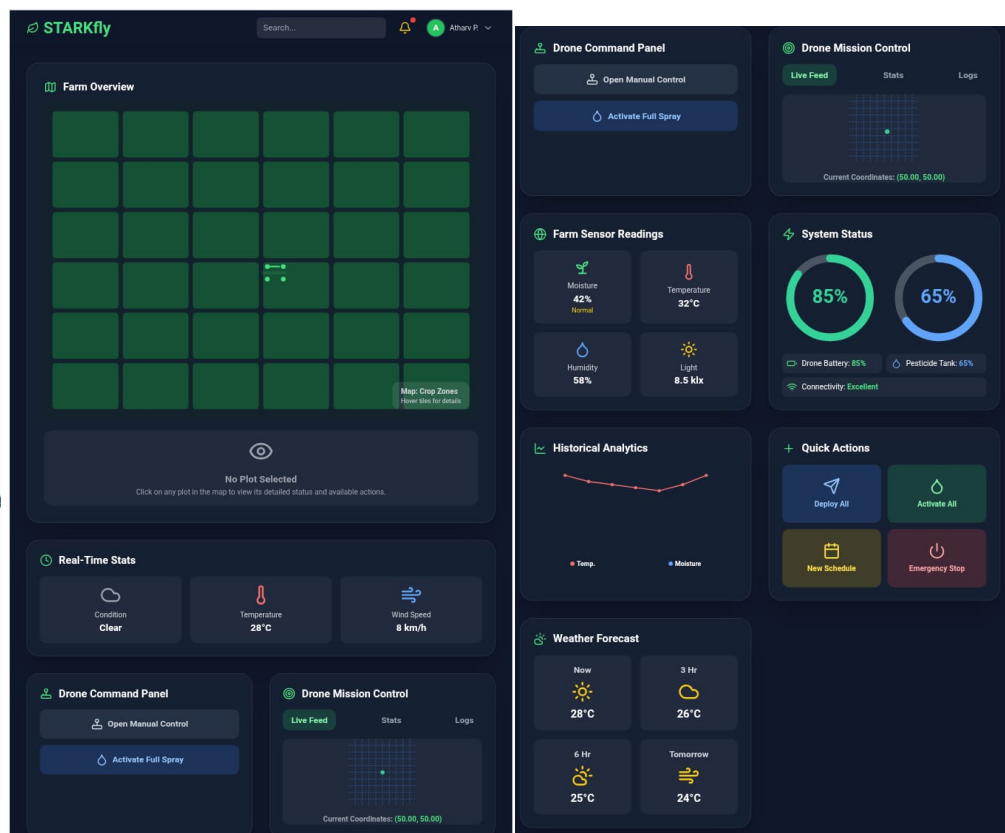 STARKfly
Search...
A
Atharv P.
Farm Overview
Map: Crop Zones
Hover tiles for details
No Plot Selected
Click on any plot in the map to view its detailed status and available actions.
Real-Time Stats
Condition
Clear
Temperature
28°C
Wind Speed
8 km/h
Drone Command Panel
Open Manual Control
Activate Full Spray
Drone Mission Control
Live Feed
Stats
Logs
Current Coordinates: (50.00, 50.00)
Drone Command Panel
Open Manual Control
Activate Full Spray
Drone Mission Control
Live Feed
Stats
Logs
Current Coordinates: (50.00, 50.00)
Farm Sensor Readings
Moisture
42%
Normal
Temperature
32°C
Humidity
58%
Light
8.5 klx
System Status
85%
65%
Drone Battery: 85%
Pesticide Tank: 65%
Connectivity: Excellent
Historical Analytics
Temp.
Moisture
Quick Actions
Deploy All
Activate All
New Schedule
Emergency Stop
Weather Forecast
Now
28°C
3 Hr
26°C
6 Hr
25°C
Tomorrow
24°C